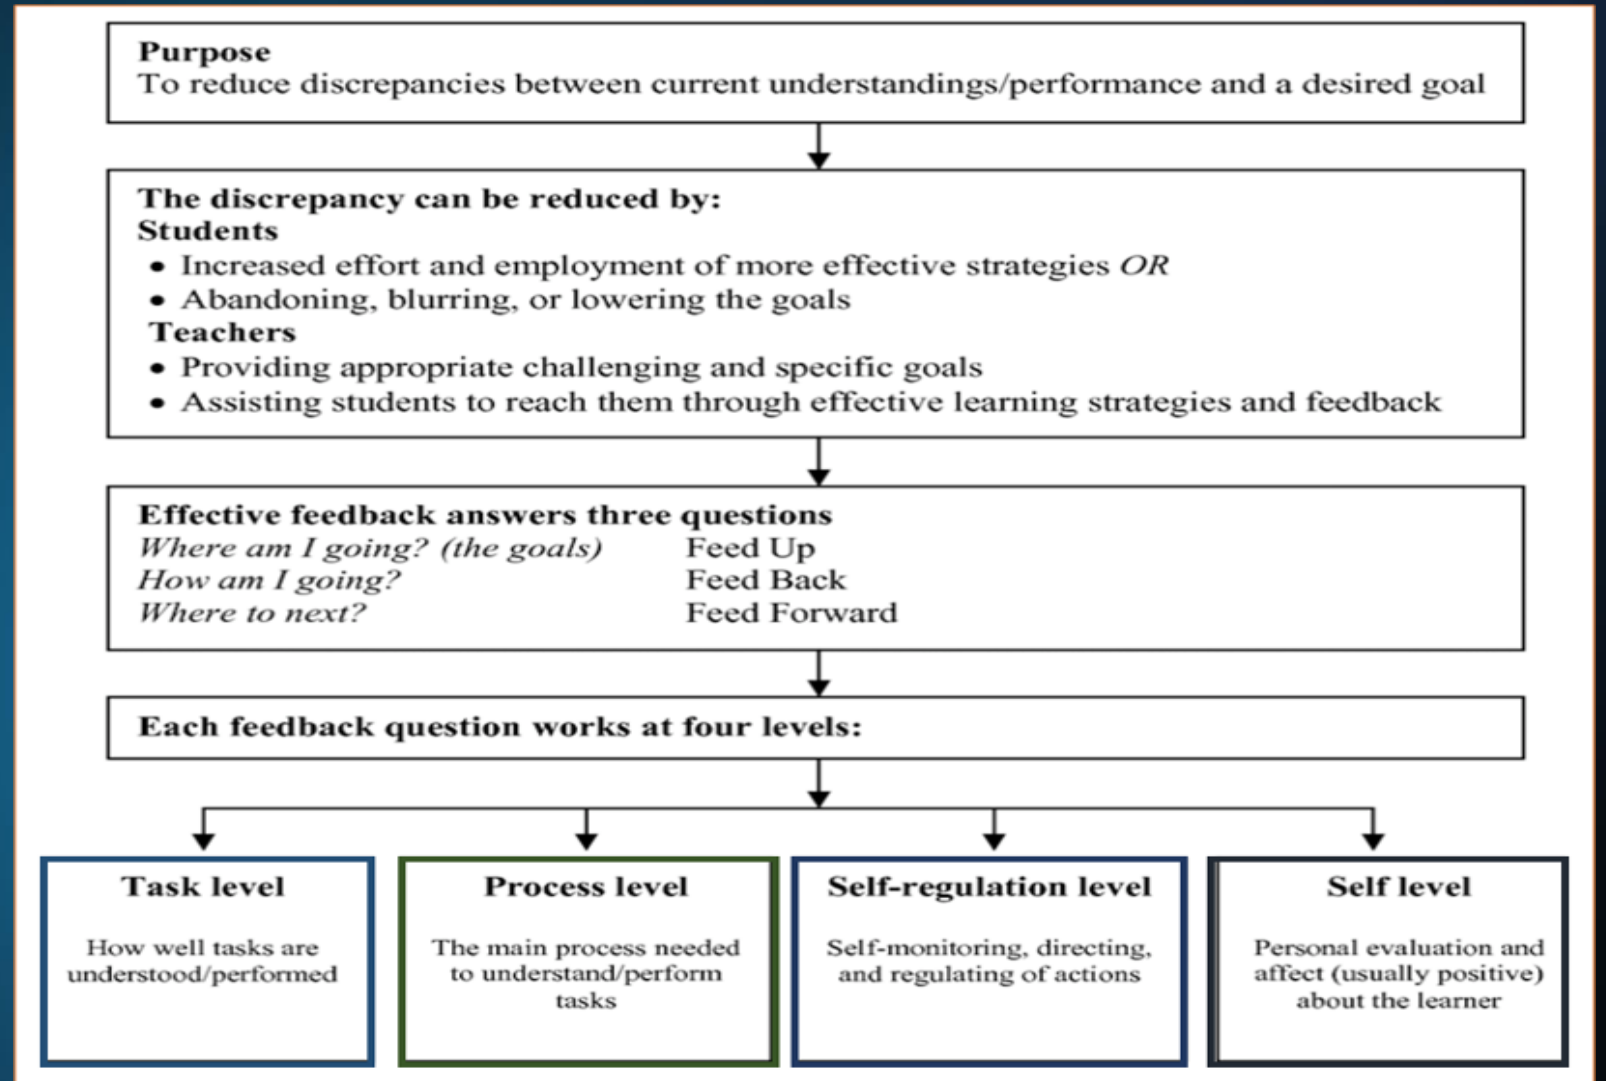 Purpose
To reduce discrepancies between current understandings/performance and a desired goal
The discrepancy can be reduced by:
Students
• Increased effort and employment of more effective strategies OR
• Abandoning, blurring, or lowering the goals
Teachers
• Providing appropriate challenging and specific goals
• Assisting students to reach them through effective learning strategies and feedback
Effective feedback answers three questions
Where am I going? (the goals) Feed Up
How am I going? Feed Back
Where to next? Feed Forward
Each feedback question works at four levels:
Task level
How well tasks are
understood/performed
Process level
The main process needed
to understand/perform
tasks
Self-regulation level
Self-monitoring, directing,
and regulating of actions
Self level
Personal evaluation and
affect (usually positive)
about the learner